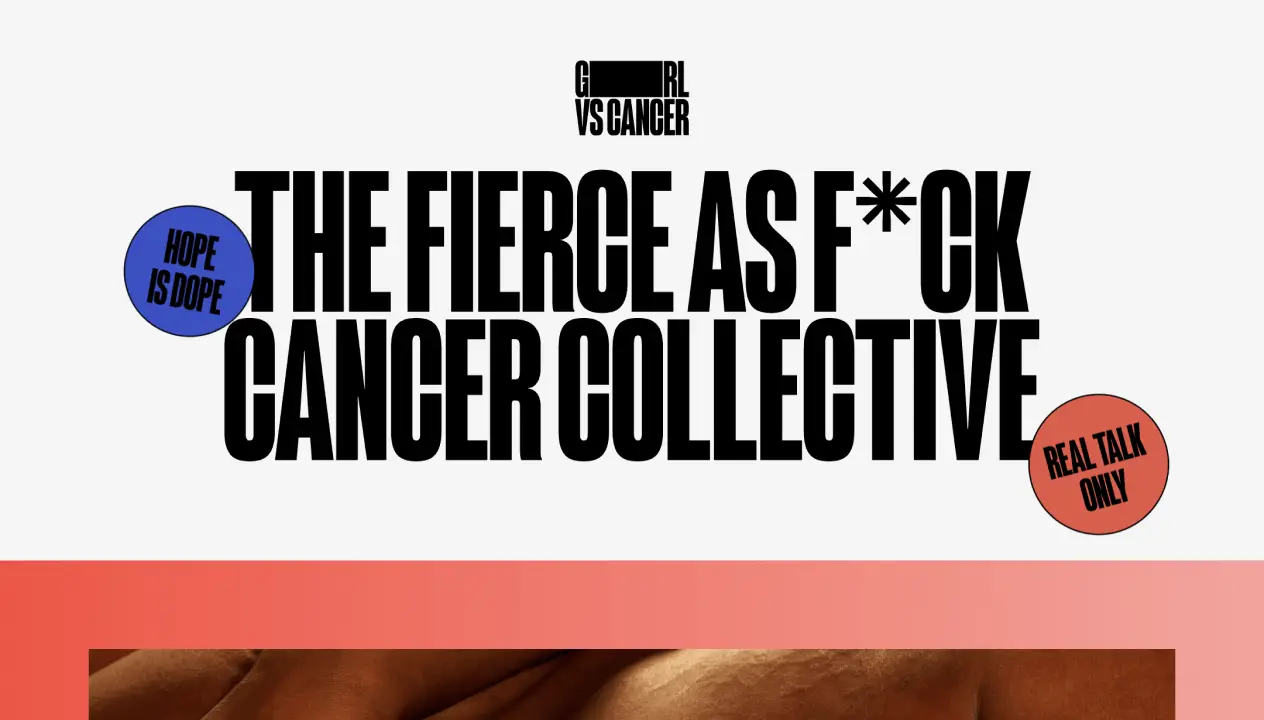 G RL
VS CANCER
THE FIERCE AS F*CK
CANCER COLLECTIVE
HOPE
IS DOPE
REAL TALK
ONLY